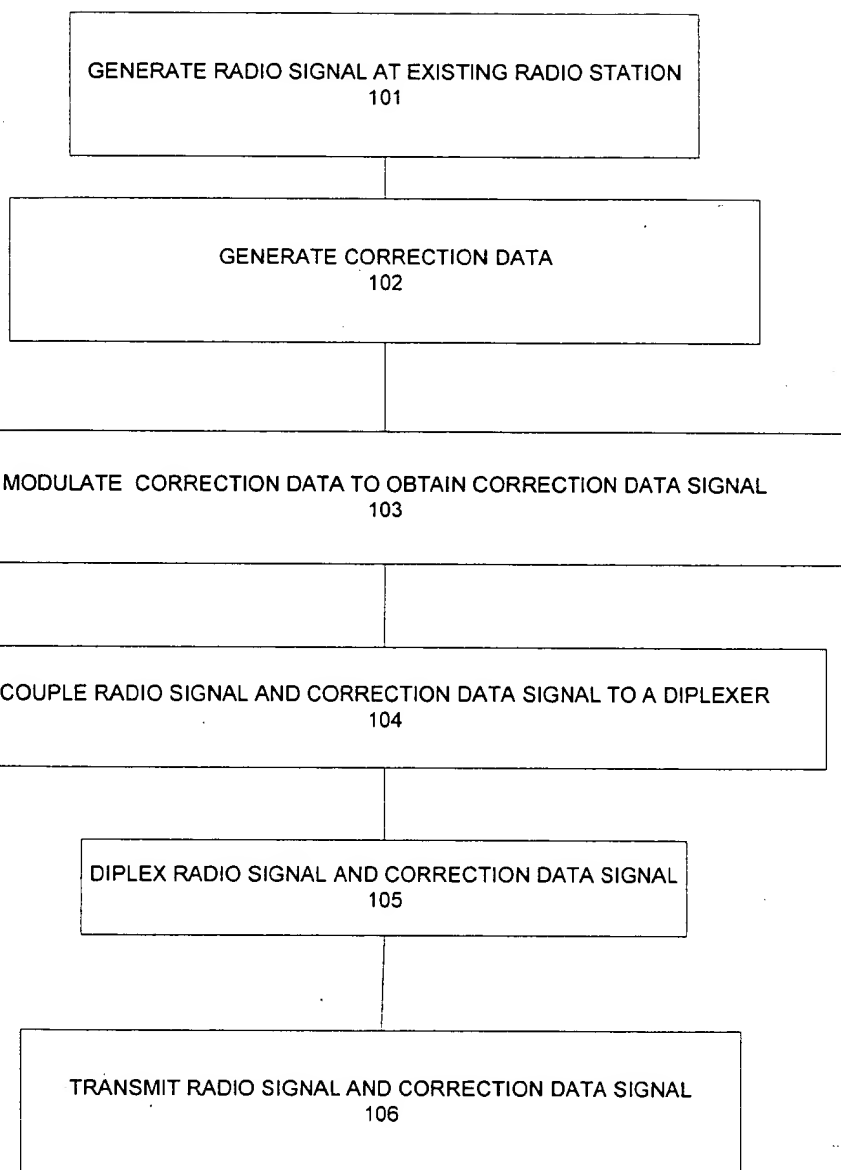 GENERATE RADIO SIGNAL AT EXISTING RADIO STATION
101
GENERATE CORRECTION DATA
102
MODULATE CORRECTION DATA TO OBTAIN CORRECTION DATA SIGNAL
103
COUPLE RADIO SIGNAL AND CORRECTION DATA SIGNAL TO A DIPLEXER
104
DIPLEX RADIO SIGNAL AND CORRECTION DATA SIGNAL
105
TRANSMIT RADIO SIGNAL AND CORRECTION DATA SIGNAL
106